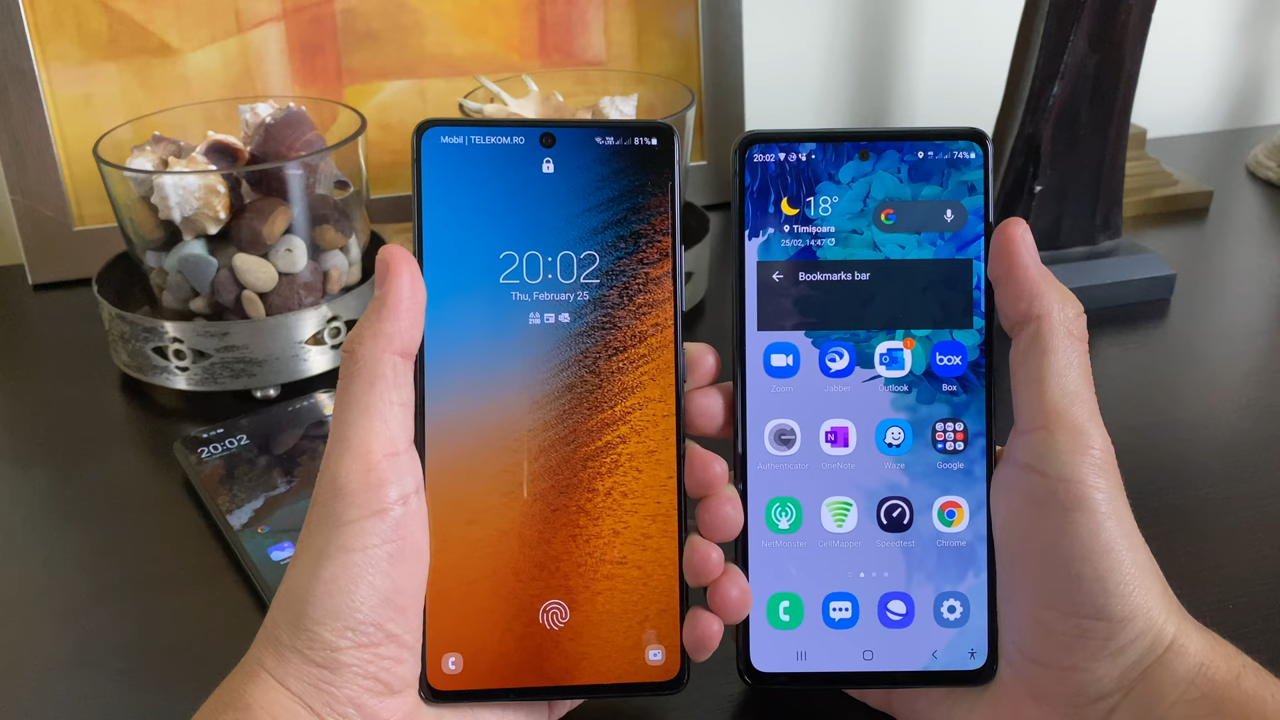 Mobil | TELEKOM.RO
81%
20:02
Thu, February 25
20:02
20:02
74%
18°
Timișoara
25/02, 14:47
Bookmarks bar
1
Zoom
Jabber
Outlook
Box
box
Authenticator
OneNote
Waze
Google
N
NetMonster
CellMapper
Speedtest
Chrome